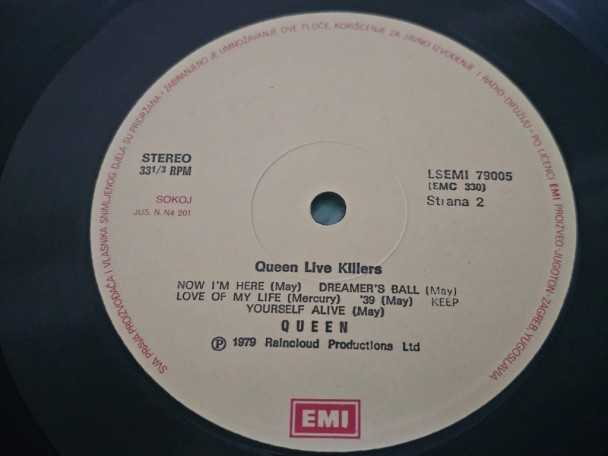 SVA PRAVA PROIZVOĐAČA I VLASNIKA SNIMLJENOG DJELA SU PRIDRŽANA · ZABRANJENO JE UMNOŽAVANJE OVE PLOČE, KORIŠĆENJE ZA JAVNO IZVOĐENJE I RADIO-DIFUZIJU · PO LICENCI EMI PROIZVEO JUGOTON - ZAGREB, YUGOSLAVIA
STEREO
33 1/3 RPM
SOKOJ
JUS. N. N4 201
LSEMI 79005
(EMC 330)
Strana 2
Queen Live Killers
NOW I'M HERE (May) DREAMER'S BALL (May)
LOVE OF MY LIFE (Mercury) '39 (May) KEEP
YOURSELF ALIVE (May)
QUEEN
Ⓟ 1979 Raincloud Productions Ltd
EMI